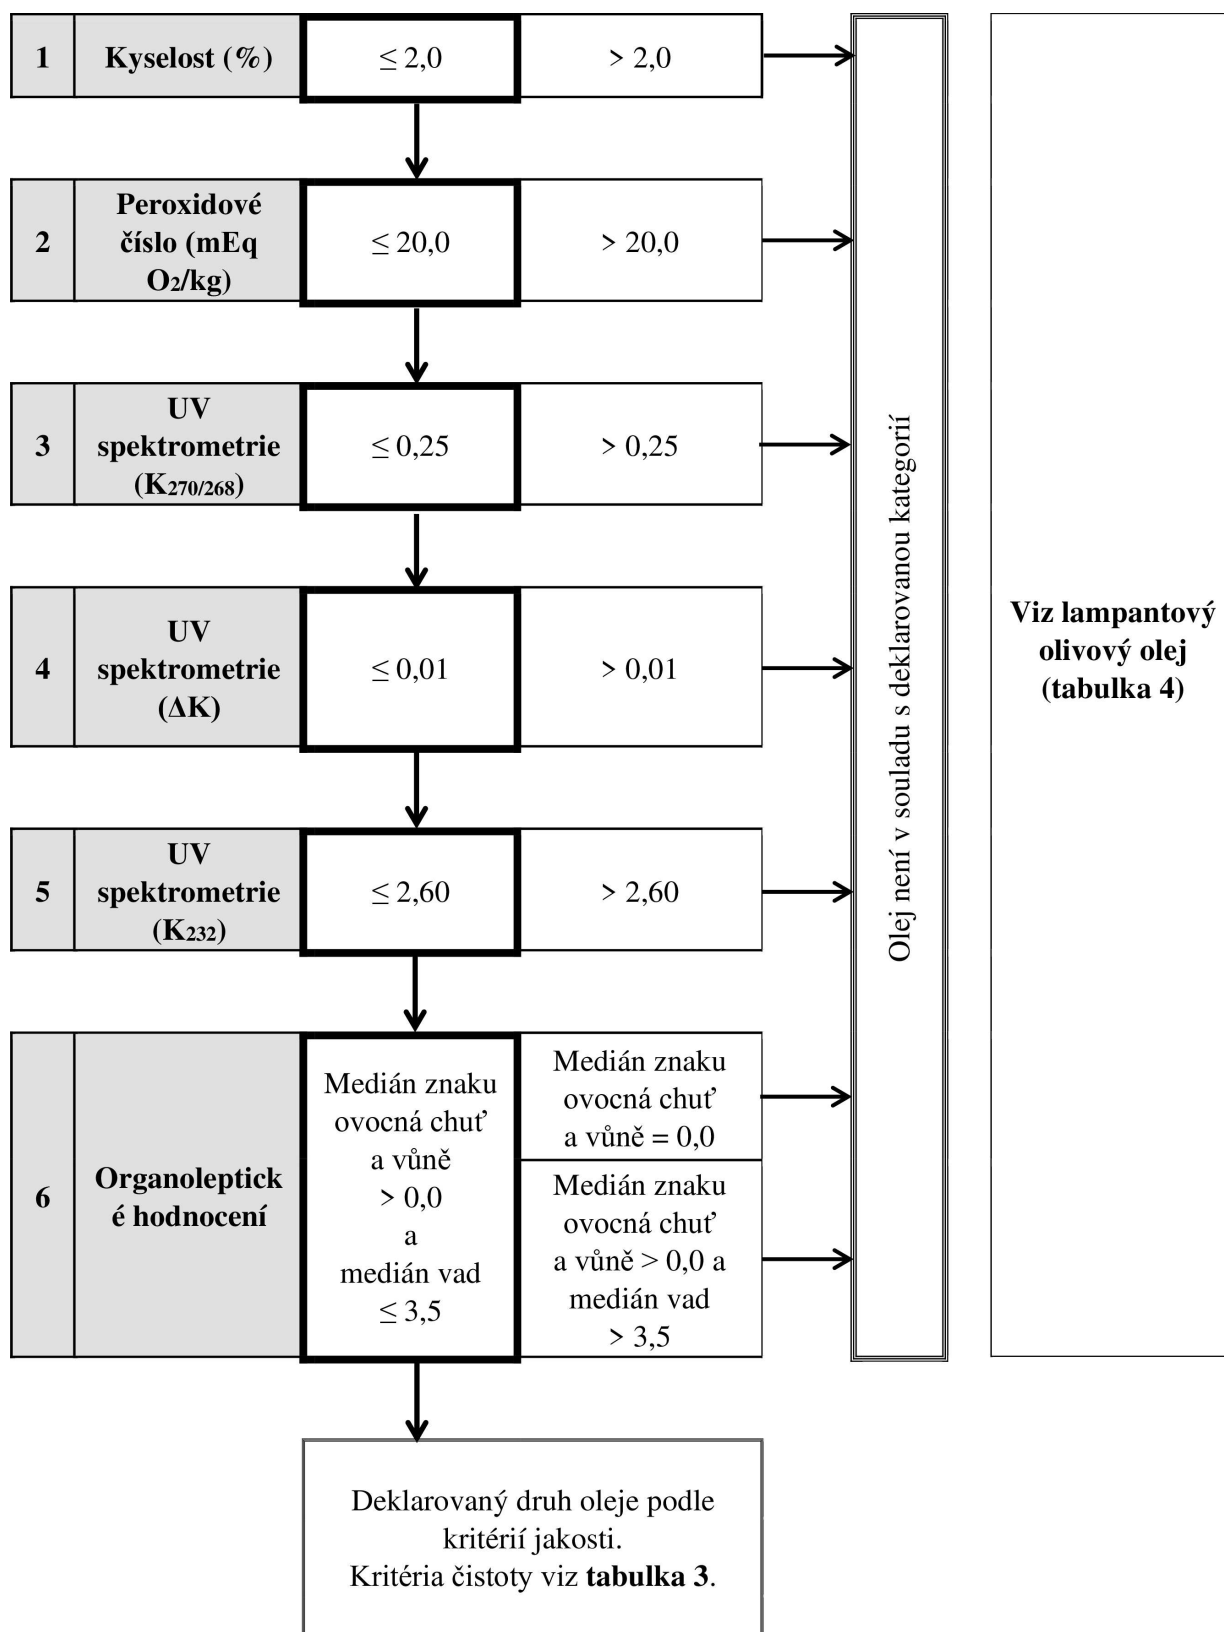 1
Kyselost (%)
≤ 2,0
> 2,0
2
Peroxidové
číslo (mEq
O2/kg)
≤ 20,0
> 20,0
3
UV
spektrometrie
(K270/268)
≤ 0,25
> 0,25
4
UV
spektrometrie
(ΔK)
≤ 0,01
> 0,01
5
UV
spektrometrie
(K232)
≤ 2,60
> 2,60
6
Organoleptick
é hodnocení
Medián znaku
ovocná chuť
a vůně
> 0,0
a
medián vad
≤ 3,5
Medián znaku
ovocná chuť
a vůně = 0,0
Medián znaku
ovocná chuť
a vůně > 0,0 a
medián vad
> 3,5
Olej není v souladu s deklarovanou kategorií
Viz lampantový
olivový olej
(tabulka 4)
Deklarovaný druh oleje podle
kritérií jakosti.
Kritéria čistoty viz tabulka 3.